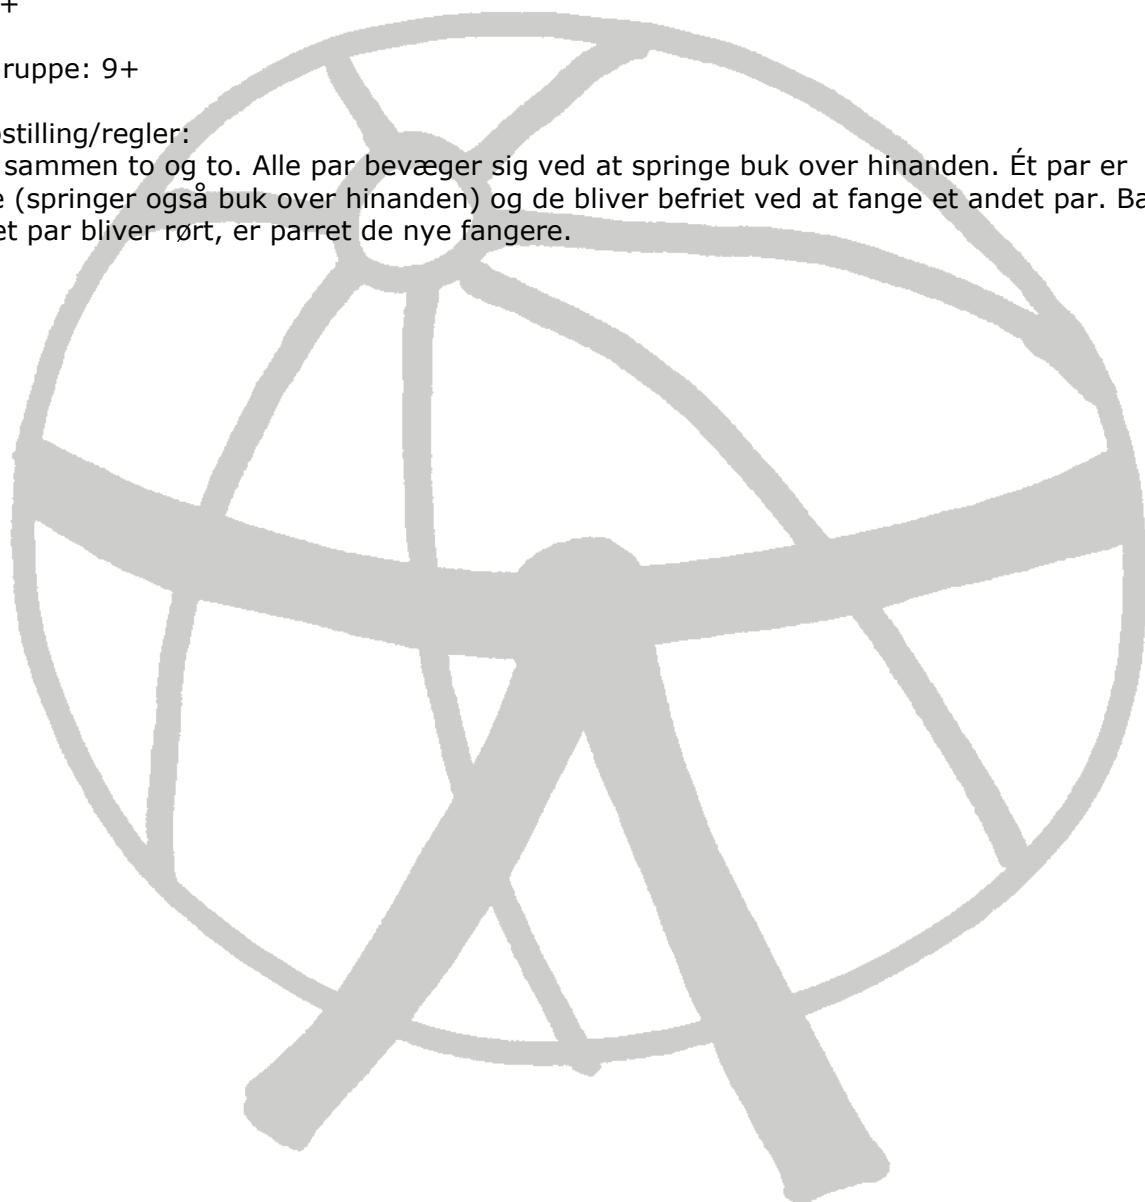 +
ruppe: 9+
stilling/regler:
sammen to og to. Alle par bevæger sig ved at springe buk over hinanden. Ét par er
e (springer også buk over hinanden) og de bliver befriet ved at fange et andet par. Ba
et par bliver rørt, er parret de nye fangere.